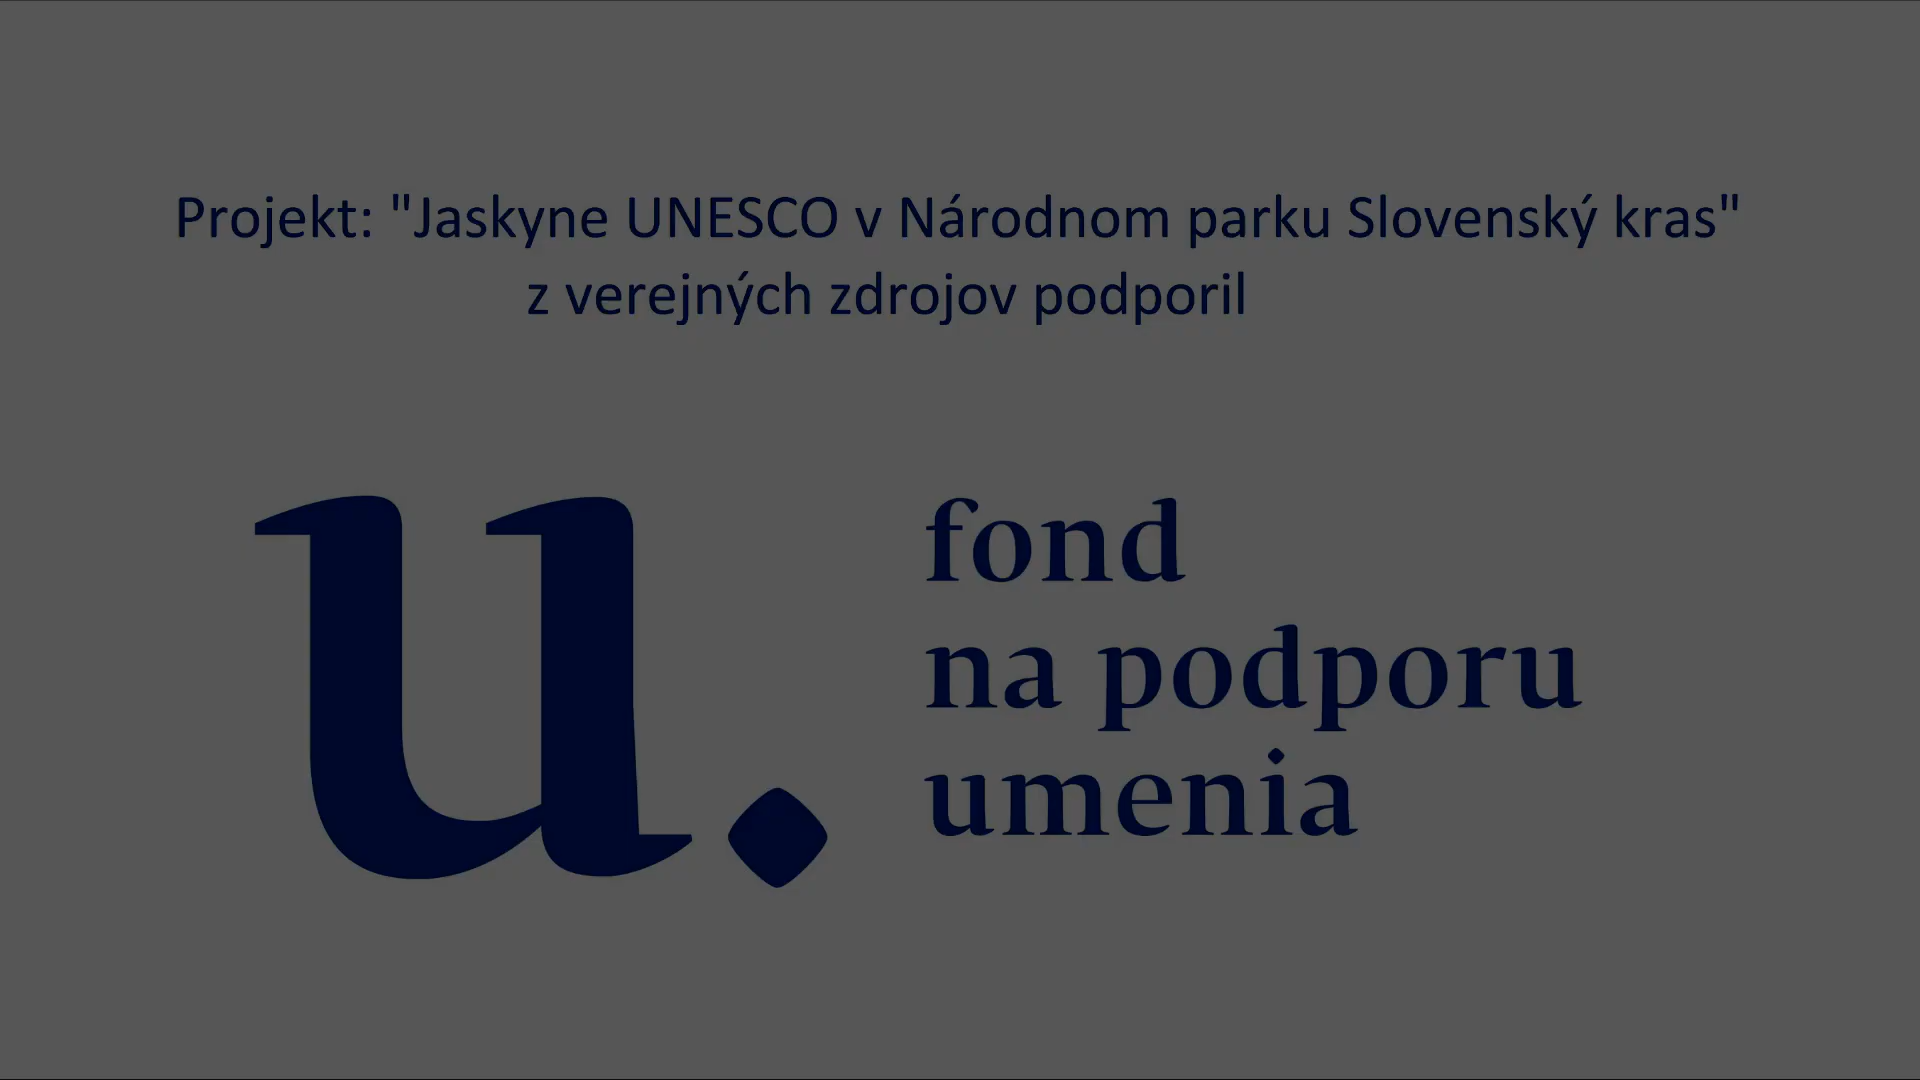 Projekt: "Jaskyne UNESCO v Národnom parku Slovenský kras"
z verejných zdrojov podporil
u.
fond
na podporu
umenia